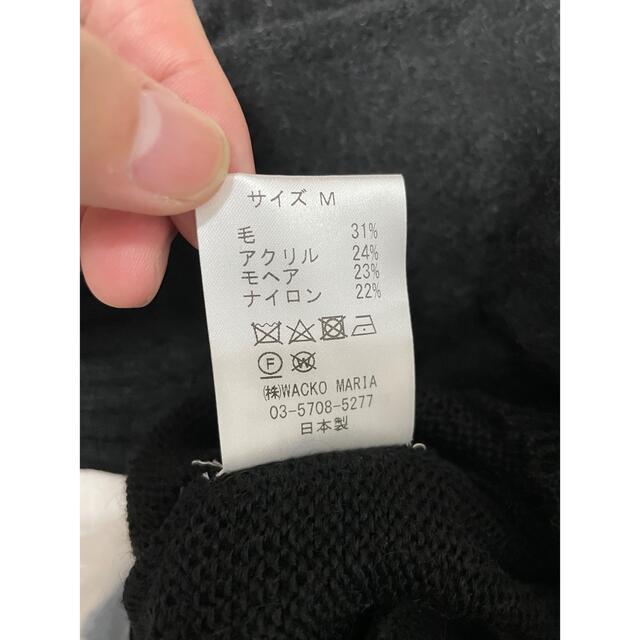 サイズ M
毛 31%
アクリル 24%
モヘア 23%
ナイロン 22%
F W
㈱WACKO MARIA
03-5708-5277
日本製